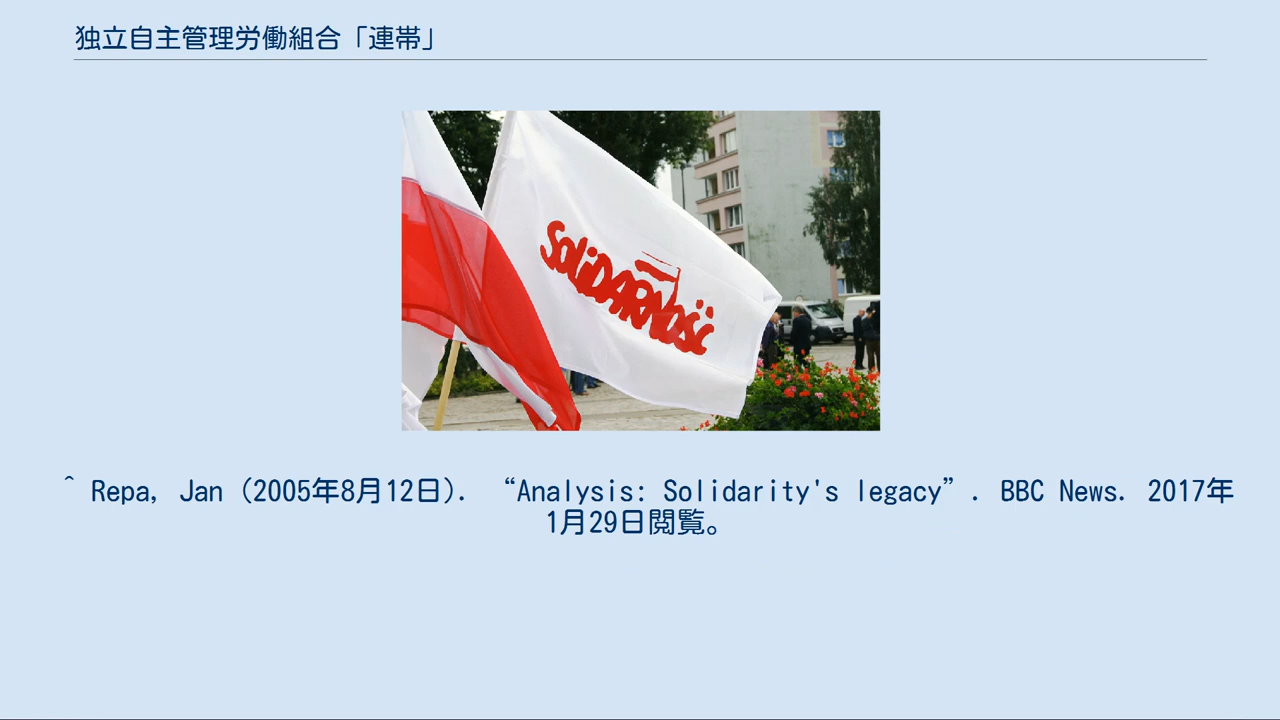 独立自主管理労働組合「連帯」
SOLIDARNOŚĆ
^ Repa, Jan (2005年8月12日). “Analysis: Solidarity's legacy”. BBC News. 2017年
1月29日閲覧。